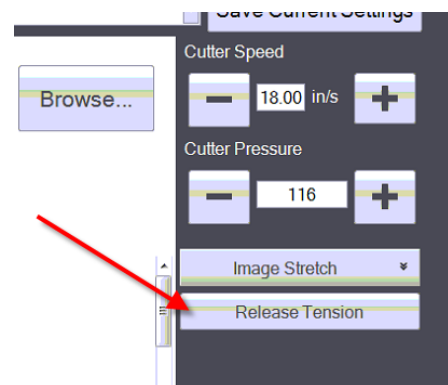 Save Current Settings
Cutter Speed
Browse...
18.00 in/s
Cutter Pressure
116
Image Stretch
Release Tension